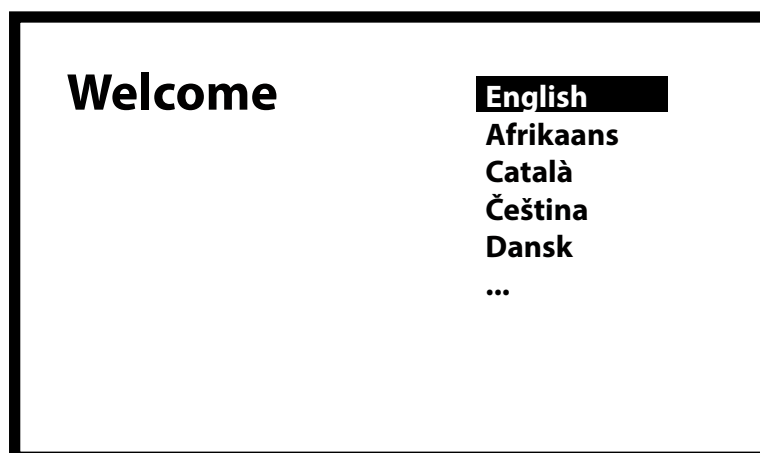 Welcome
English
Afrikaans
Català
Čeština
Dansk
...